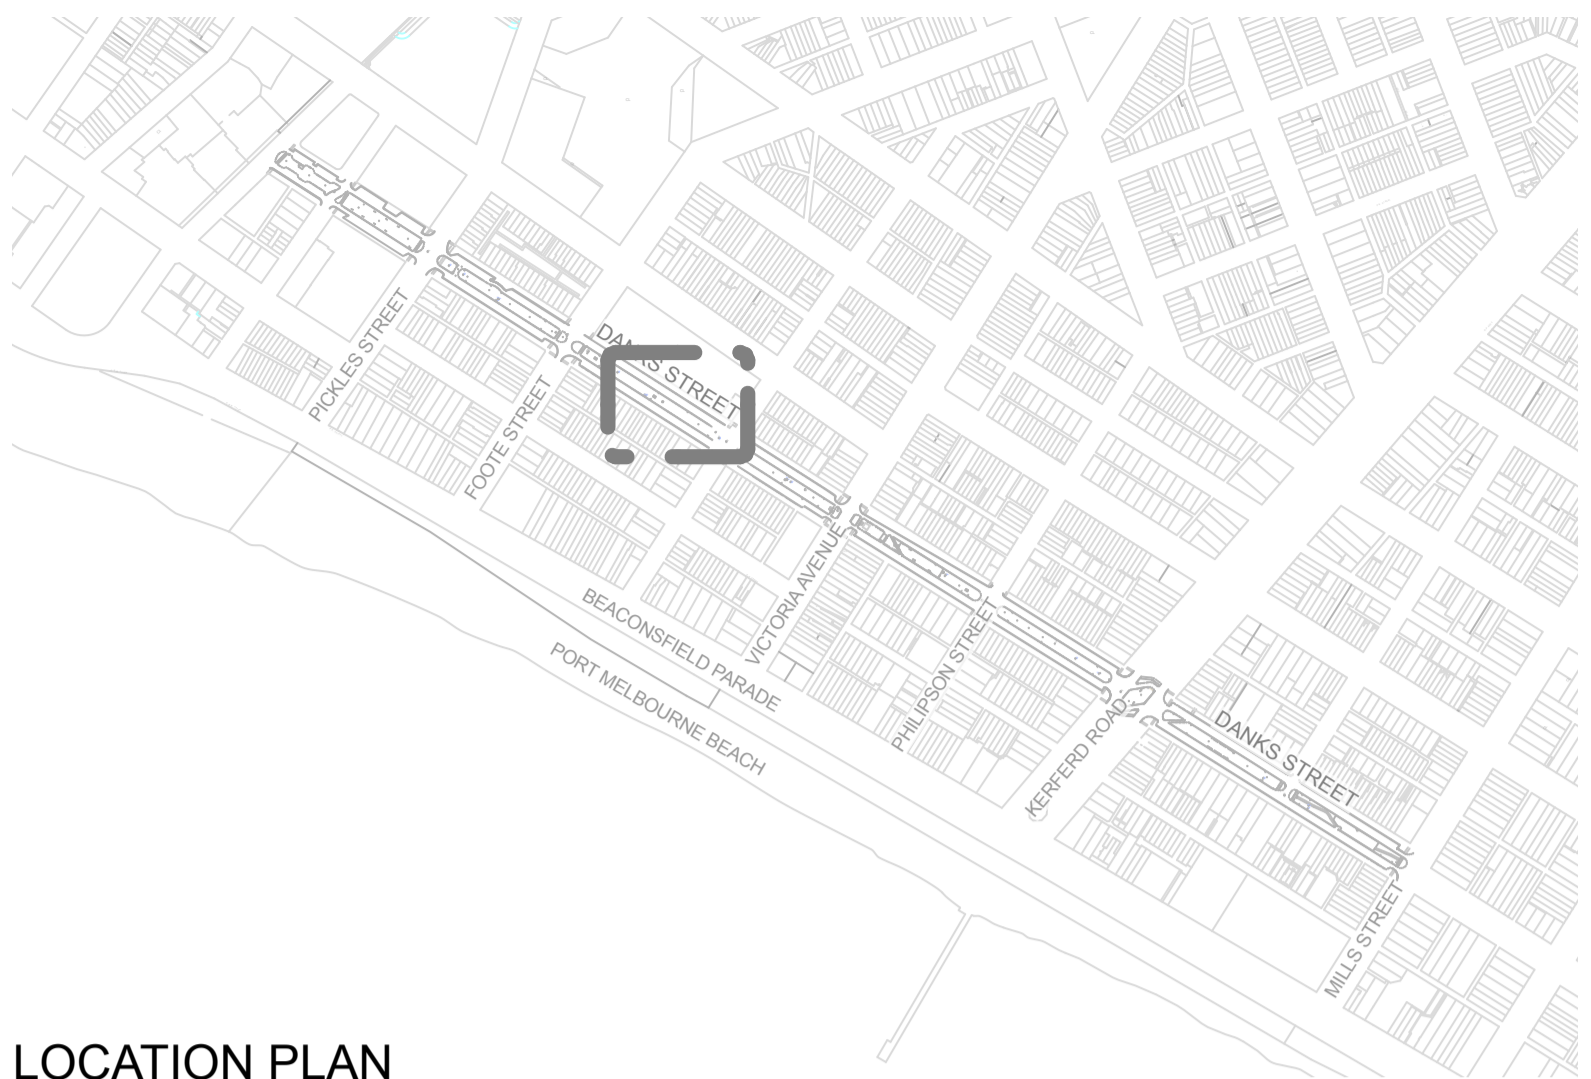 DANKS STREET
PICKLES STREET
FOOTE STREET
VICTORIA AVENUE
BEACONSFIELD PARADE
PORT MELBOURNE BEACH
PHILIPSON STREET
KERFERD ROAD
DANKS STREET
MILLS STREET
LOCATION PLAN